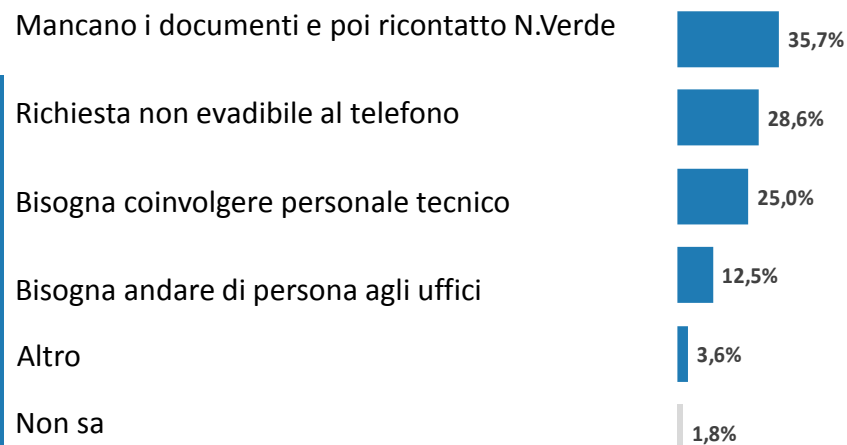 Mancano i documenti e poi ricontatto N.Verde 35,7%
Richiesta non evadibile al telefono 28,6%
Bisogna coinvolgere personale tecnico 25,0%
Bisogna andare di persona agli uffici 12,5%
Altro 3,6%
Non sa 1,8%